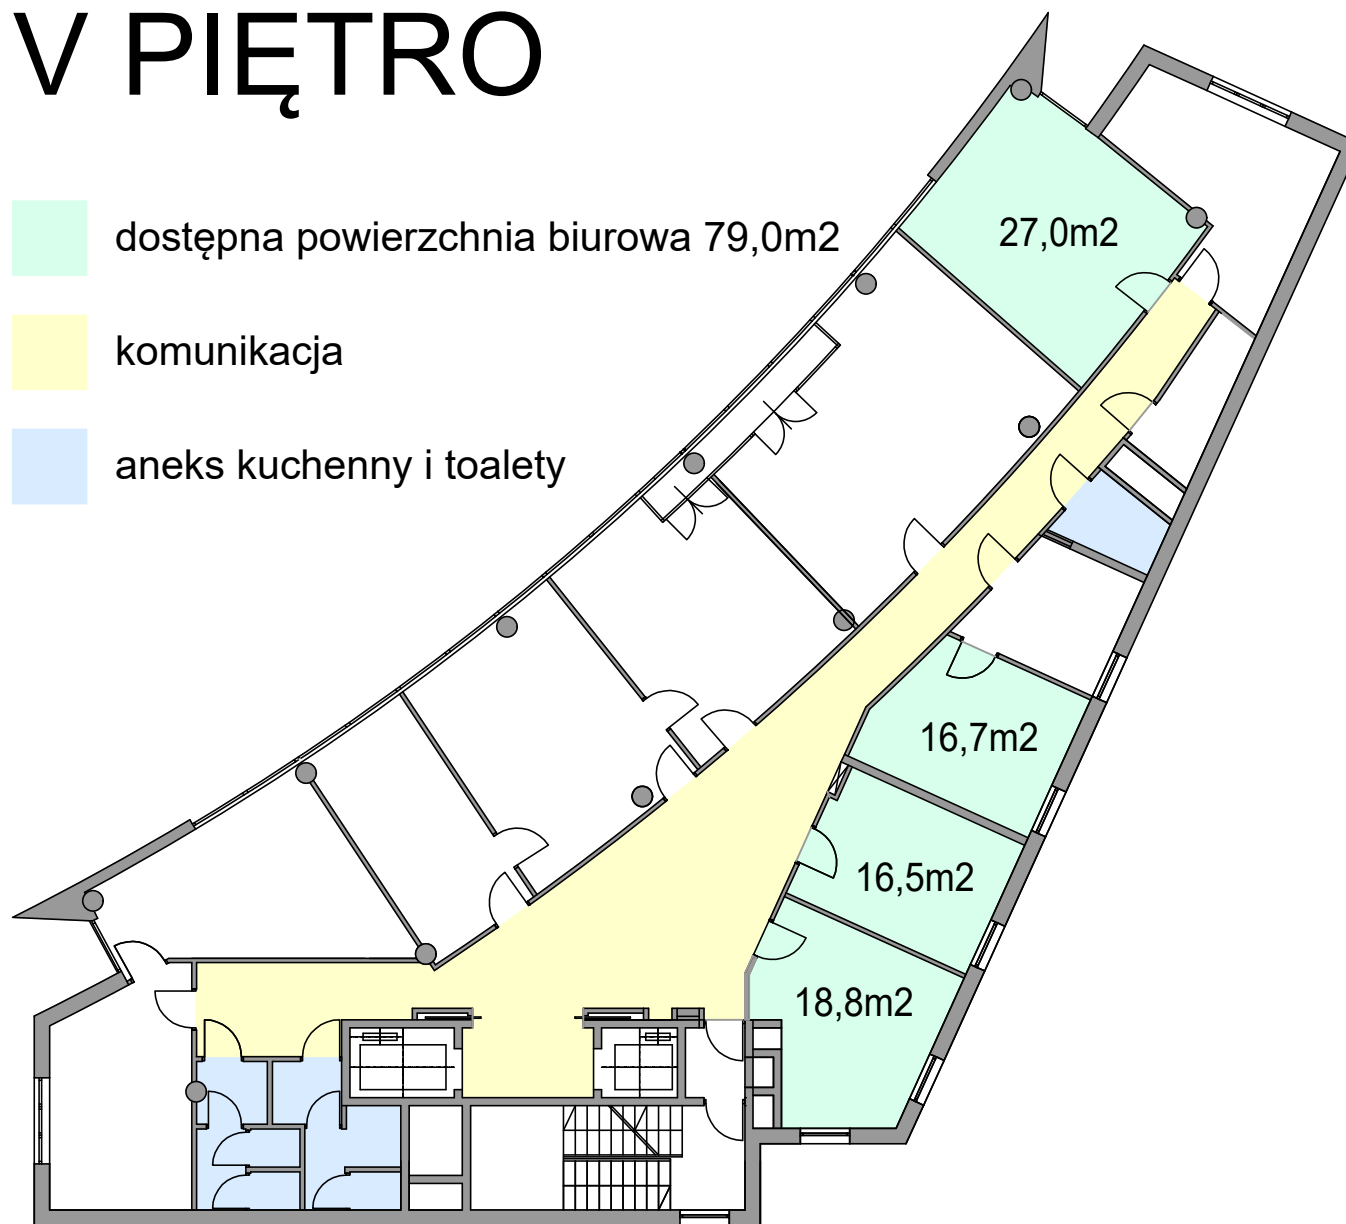 V PIĘTRO
dostępna powierzchnia biurowa 79,0m2
komunikacja
aneks kuchenny i toalety
27,0m2
16,7m2
16,5m2
18,8m2